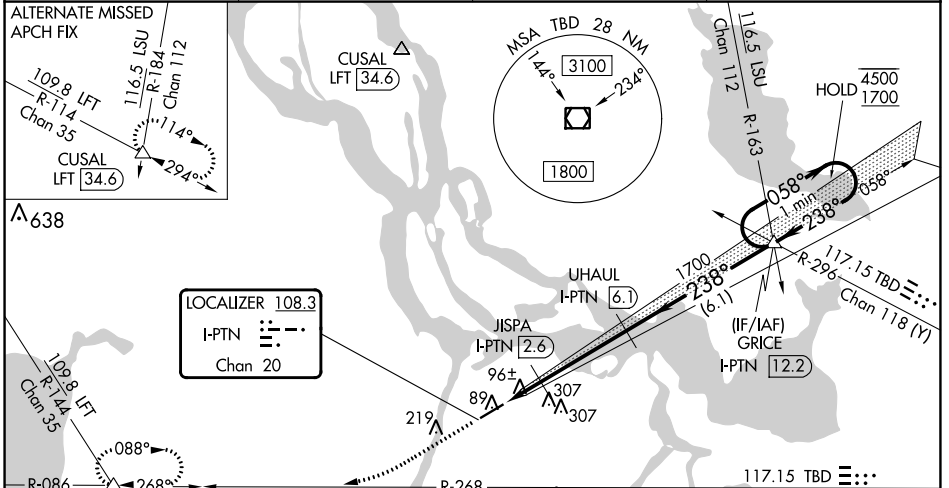 ALTERNATE MISSED
APCH FIX
116.5 LSU
R-184
Chan 112
109.8 LFT
R-114
Chan 35
114°
294°
CUSAL
LFT 34.6
CUSAL
LFT 34.6
MSA TBD 28 NM
144°
3100
234°
1800
116.5 LSU
Chan 112
R-163
HOLD 4500
1700
058°
1 min
238°
058°
638
1700
238°
(6.1)
UHAUL
I-PTN 6.1
R-296
117.15 TBD
Chan 118 (Y)
(IF/IAF)
GRICE
I-PTN 12.2
LOCALIZER 108.3
I-PTN
Chan 20
JISPA
I-PTN 2.6
96±
89
307
307
219
109.8 LFT
R-144
Chan 35
088°
R-086
268°
R-268
117.15 TBD